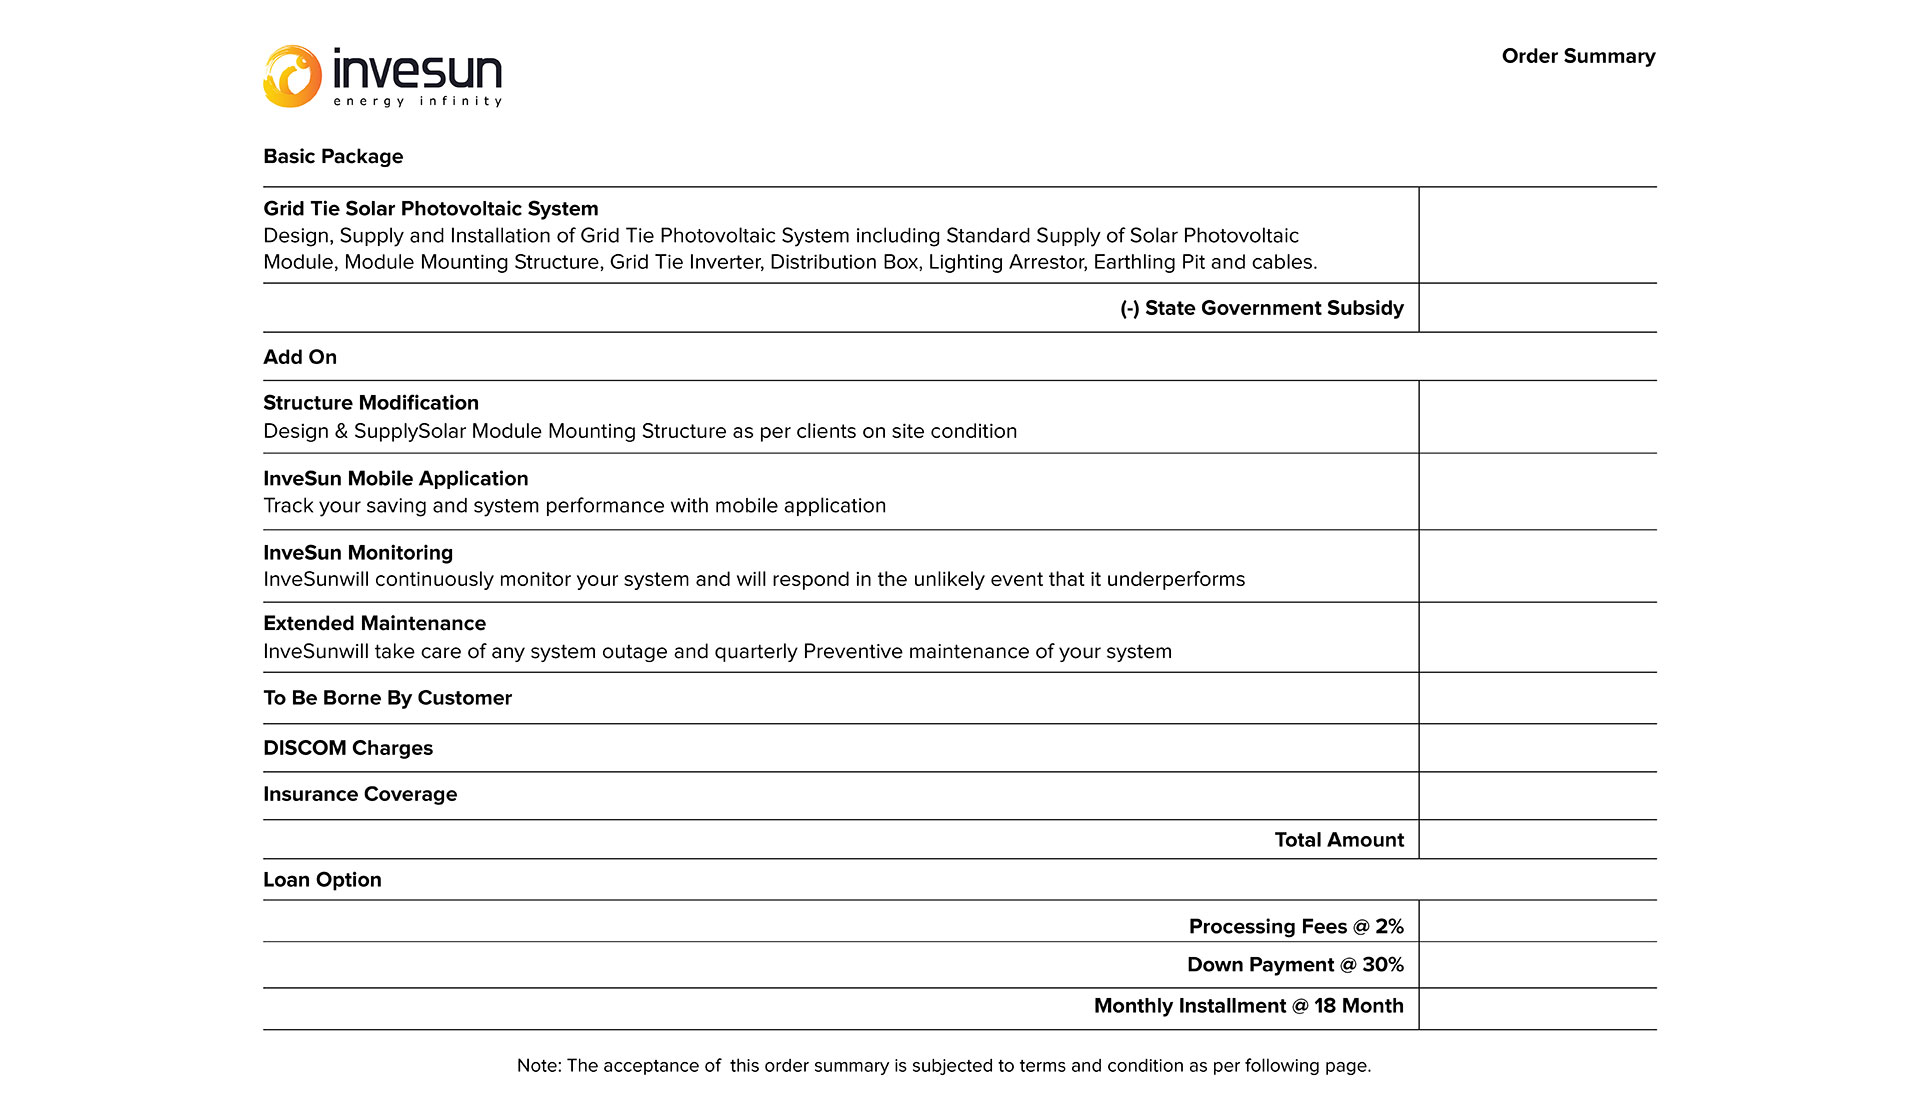 invesun
energy infinity
Order Summary
Basic Package
Grid Tie Solar Photovoltaic System
Design, Supply and Installation of Grid Tie Photovoltaic System including Standard Supply of Solar Photovoltaic
Module, Module Mounting Structure, Grid Tie Inverter, Distribution Box, Lighting Arrestor, Earthling Pit and cables.
(-) State Government Subsidy
Add On
Structure Modification
Design & SupplySolar Module Mounting Structure as per clients on site condition
InveSun Mobile Application
Track your saving and system performance with mobile application
InveSun Monitoring
InveSunwill continuously monitor your system and will respond in the unlikely event that it underperforms
Extended Maintenance
InveSunwill take care of any system outage and quarterly Preventive maintenance of your system
To Be Borne By Customer
DISCOM Charges
Insurance Coverage
Total Amount
Loan Option
Processing Fees @ 2%
Down Payment @ 30%
Monthly Installment @ 18 Month
Note: The acceptance of this order summary is subjected to terms and condition as per following page.